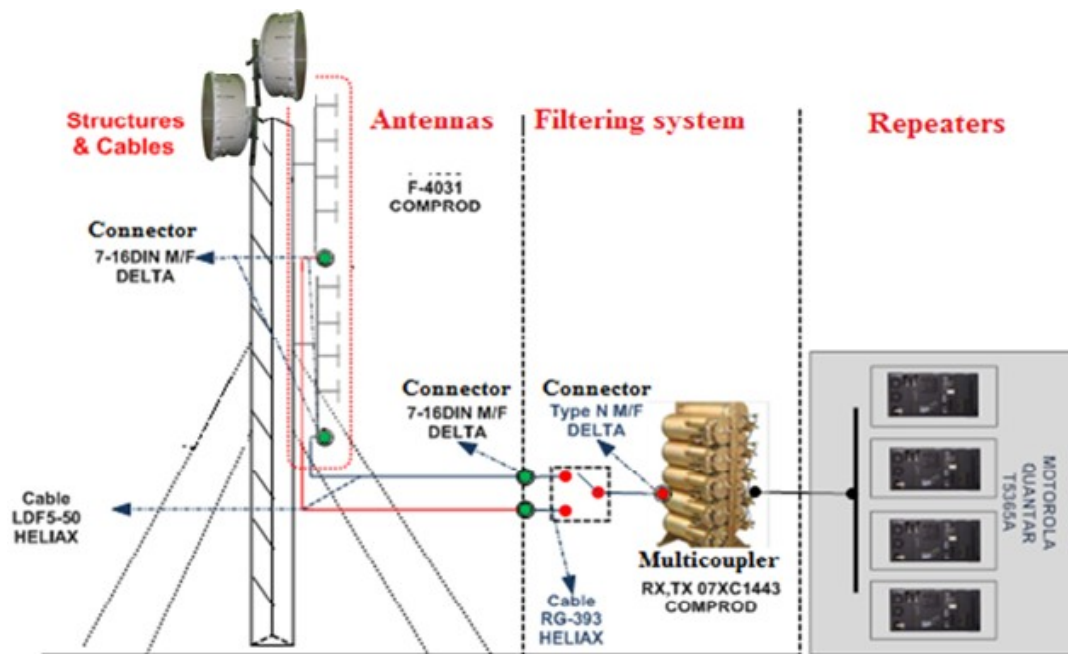 Structures
& Cables
Antennas
Filtering system
Repeaters
F-4031
COMPROD
Connector
7-16DIN M/F
DELTA
Connector
7-16DIN M/F
DELTA
Connector
Type N M/F
DELTA
Cable
LDF5-50
HELIAX
Multicoupler
RX,TX 07XC1443
COMPROD
Cable
RG-393
HELIAX
MOTOROLA
QUANTAR
T5365A